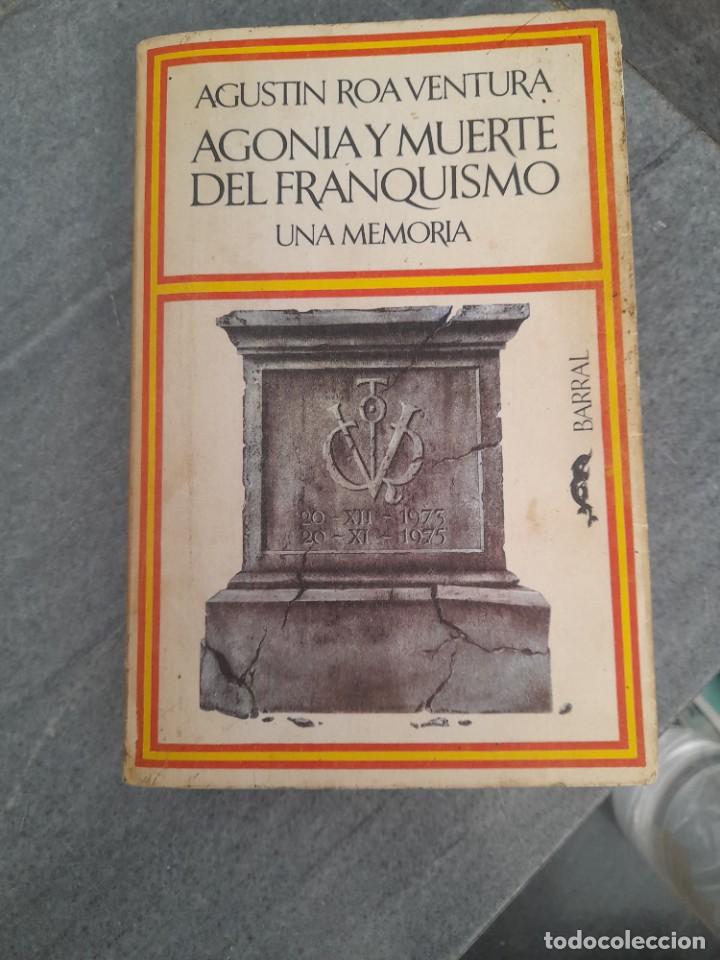 AGUSTIN ROA VENTURA
AGONIA Y MUERTE
DEL FRANQUISMO
UNA MEMORIA
BARRAL
20 - XII - 1973
20 - XI - 1975
todocoleccion